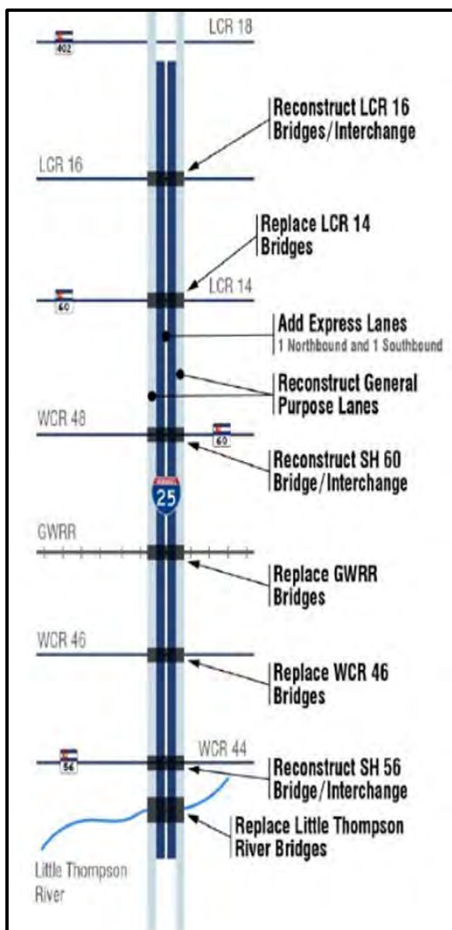 LCR 18
402
Reconstruct LCR 16
Bridges/Interchange
LCR 16
Replace LCR 14
Bridges
LCR 14
60
Add Express Lanes
1 Northbound and 1 Southbound
Reconstruct General
Purpose Lanes
WCR 48
60
Reconstruct SH 60
Bridge/Interchange
25
GWRR
Replace GWRR
Bridges
WCR 46
Replace WCR 46
Bridges
WCR 44
56
Reconstruct SH 56
Bridge/Interchange
Replace Little Thompson
River Bridges
Little Thompson
River